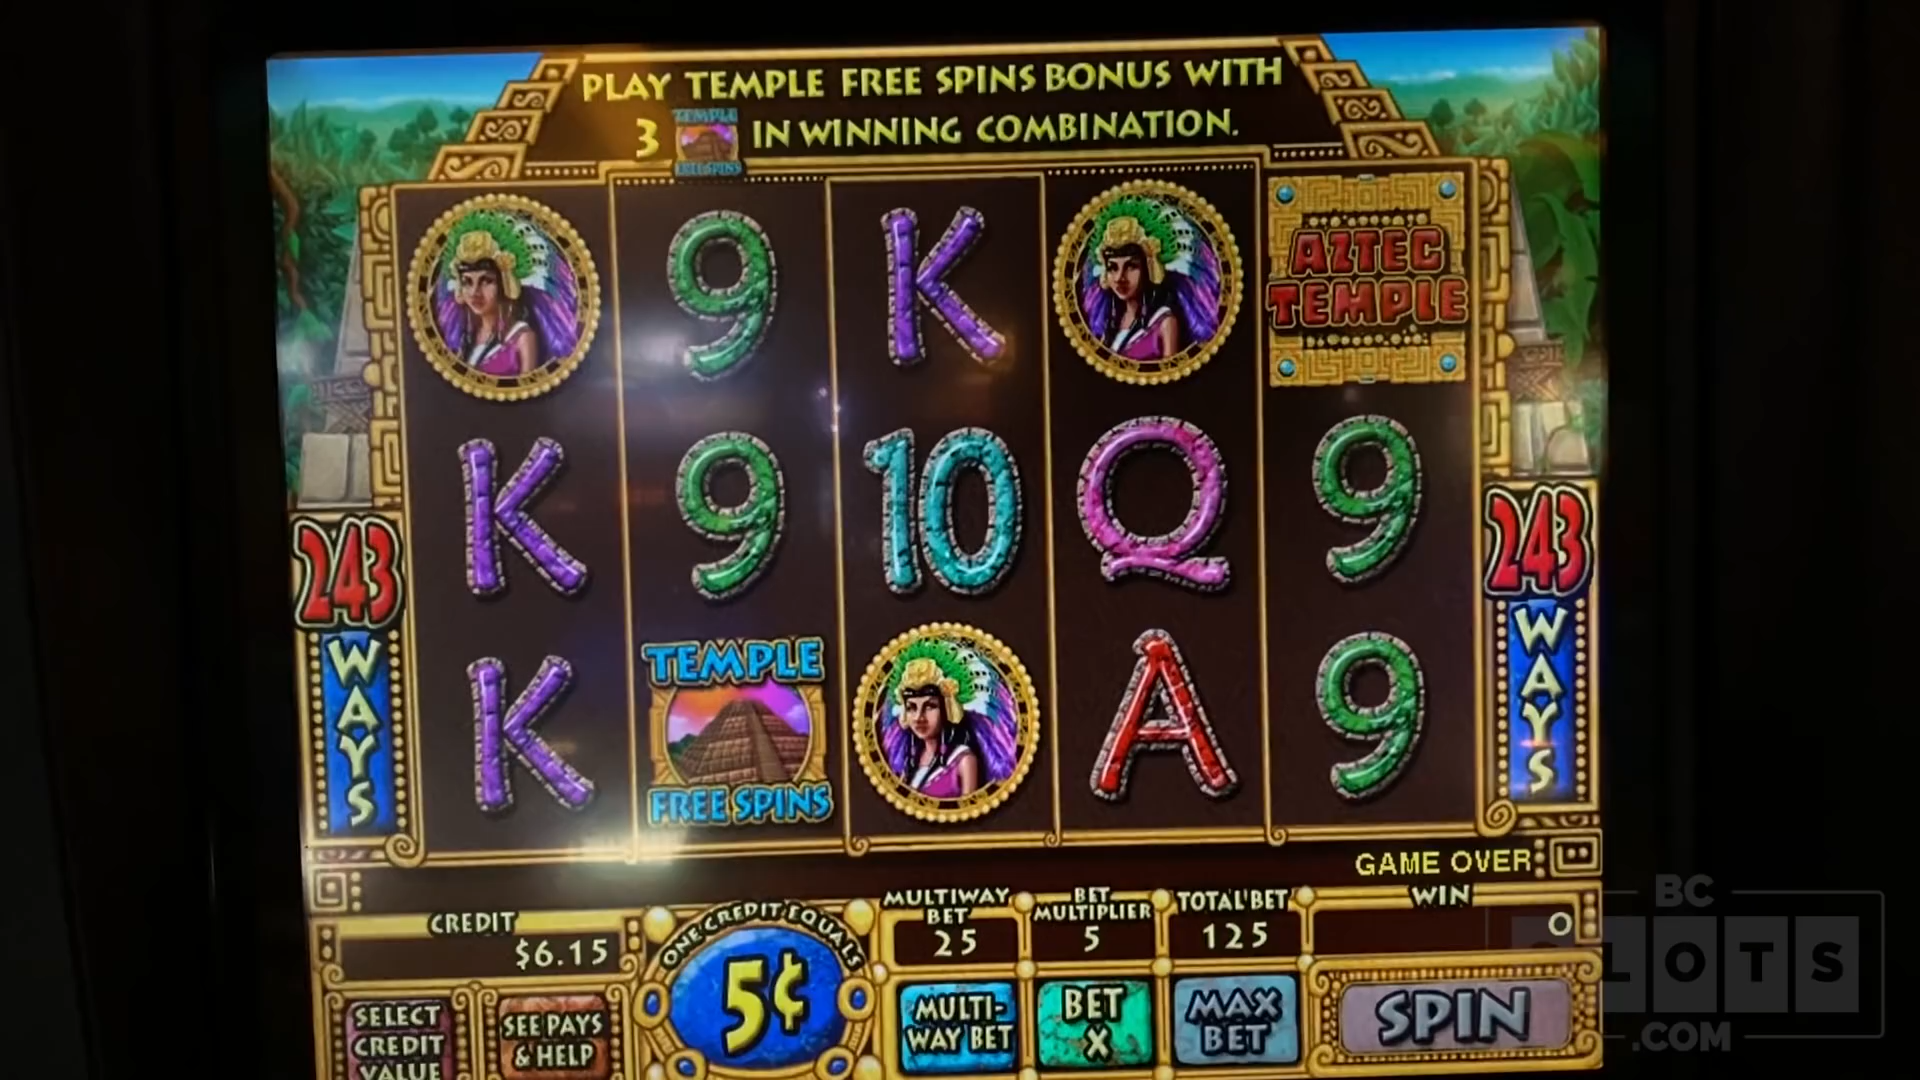 PLAY TEMPLE FREE SPINS BONUS WITH
3 TEMPLE FREE SPINS IN WINNING COMBINATION.
9 K AZTEC
TEMPLE
K 9 10 Q 9
243 243
WAYS WAYS
K TEMPLE
FREE SPINS A 9
GAME OVER
CREDIT
$6.15
ONE CREDIT EQUALS
5¢
MULTIWAY
BET
25
BET
MULTIPLIER
5
TOTAL BET
125
WIN
0
SELECT
CREDIT
VALUE
SEE PAYS
& HELP
MULTI-
WAY BET
BET
X
MAX
BET
SPIN
BC
SLOTS
.COM